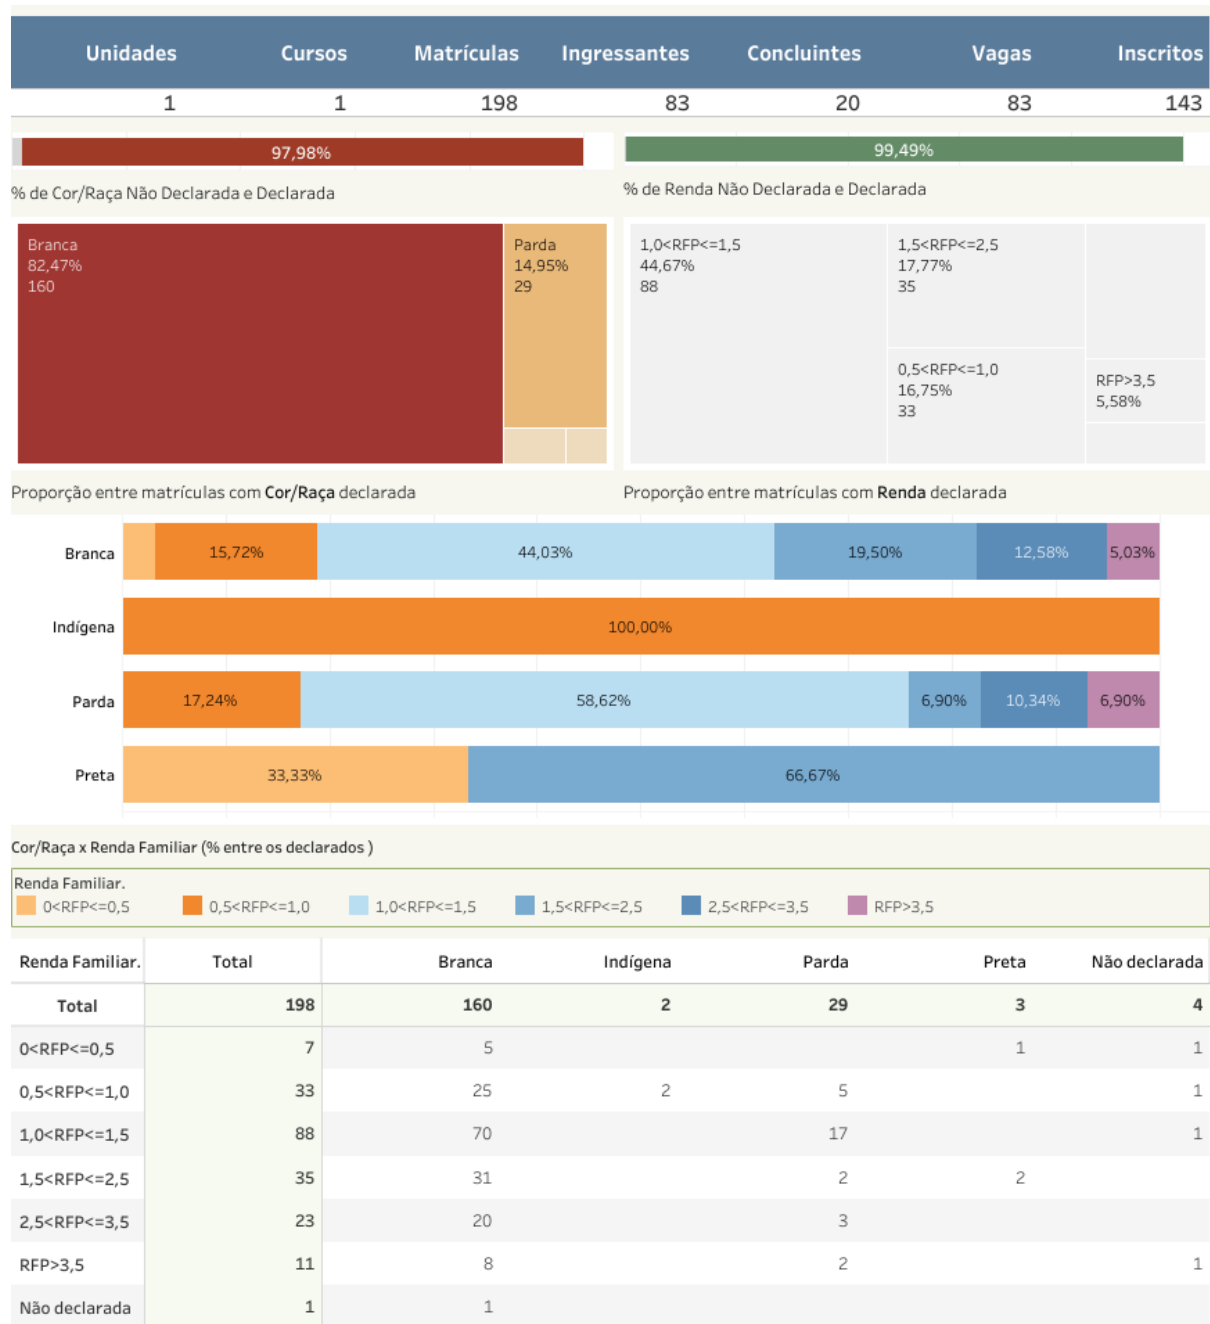 Unidades Cursos Matrículas Ingressantes Concluintes Vagas Inscritos
1 1 198 83 20 83 143
97,98%
% de Cor/Raça Não Declarada e Declarada
99,49%
% de Renda Não Declarada e Declarada
Branca
82,47%
160
Parda
14,95%
29
Proporção entre matrículas com Cor/Raça declarada
1,0<RFP<=1,5
44,67%
88
1,5<RFP<=2,5
17,77%
35
0,5<RFP<=1,0
16,75%
33
RFP>3,5
5,58%
Proporção entre matrículas com Renda declarada
Branca 15,72% 44,03% 19,50% 12,58% 5,03%
Indígena 100,00%
Parda 17,24% 58,62% 6,90% 10,34% 6,90%
Preta 33,33% 66,67%
Cor/Raça x Renda Familiar (% entre os declarados )
Renda Familiar.
0<RFP<=0,5 0,5<RFP<=1,0 1,0<RFP<=1,5 1,5<RFP<=2,5 2,5<RFP<=3,5 RFP>3,5
Renda Familiar. Total Branca Indígena Parda Preta Não declarada
Total 198 160 2 29 3 4
0<RFP<=0,5 7 5 1 1
0,5<RFP<=1,0 33 25 2 5 1
1,0<RFP<=1,5 88 70 17 1
1,5<RFP<=2,5 35 31 2 2
2,5<RFP<=3,5 23 20 3
RFP>3,5 11 8 2 1
Não declarada 1 1